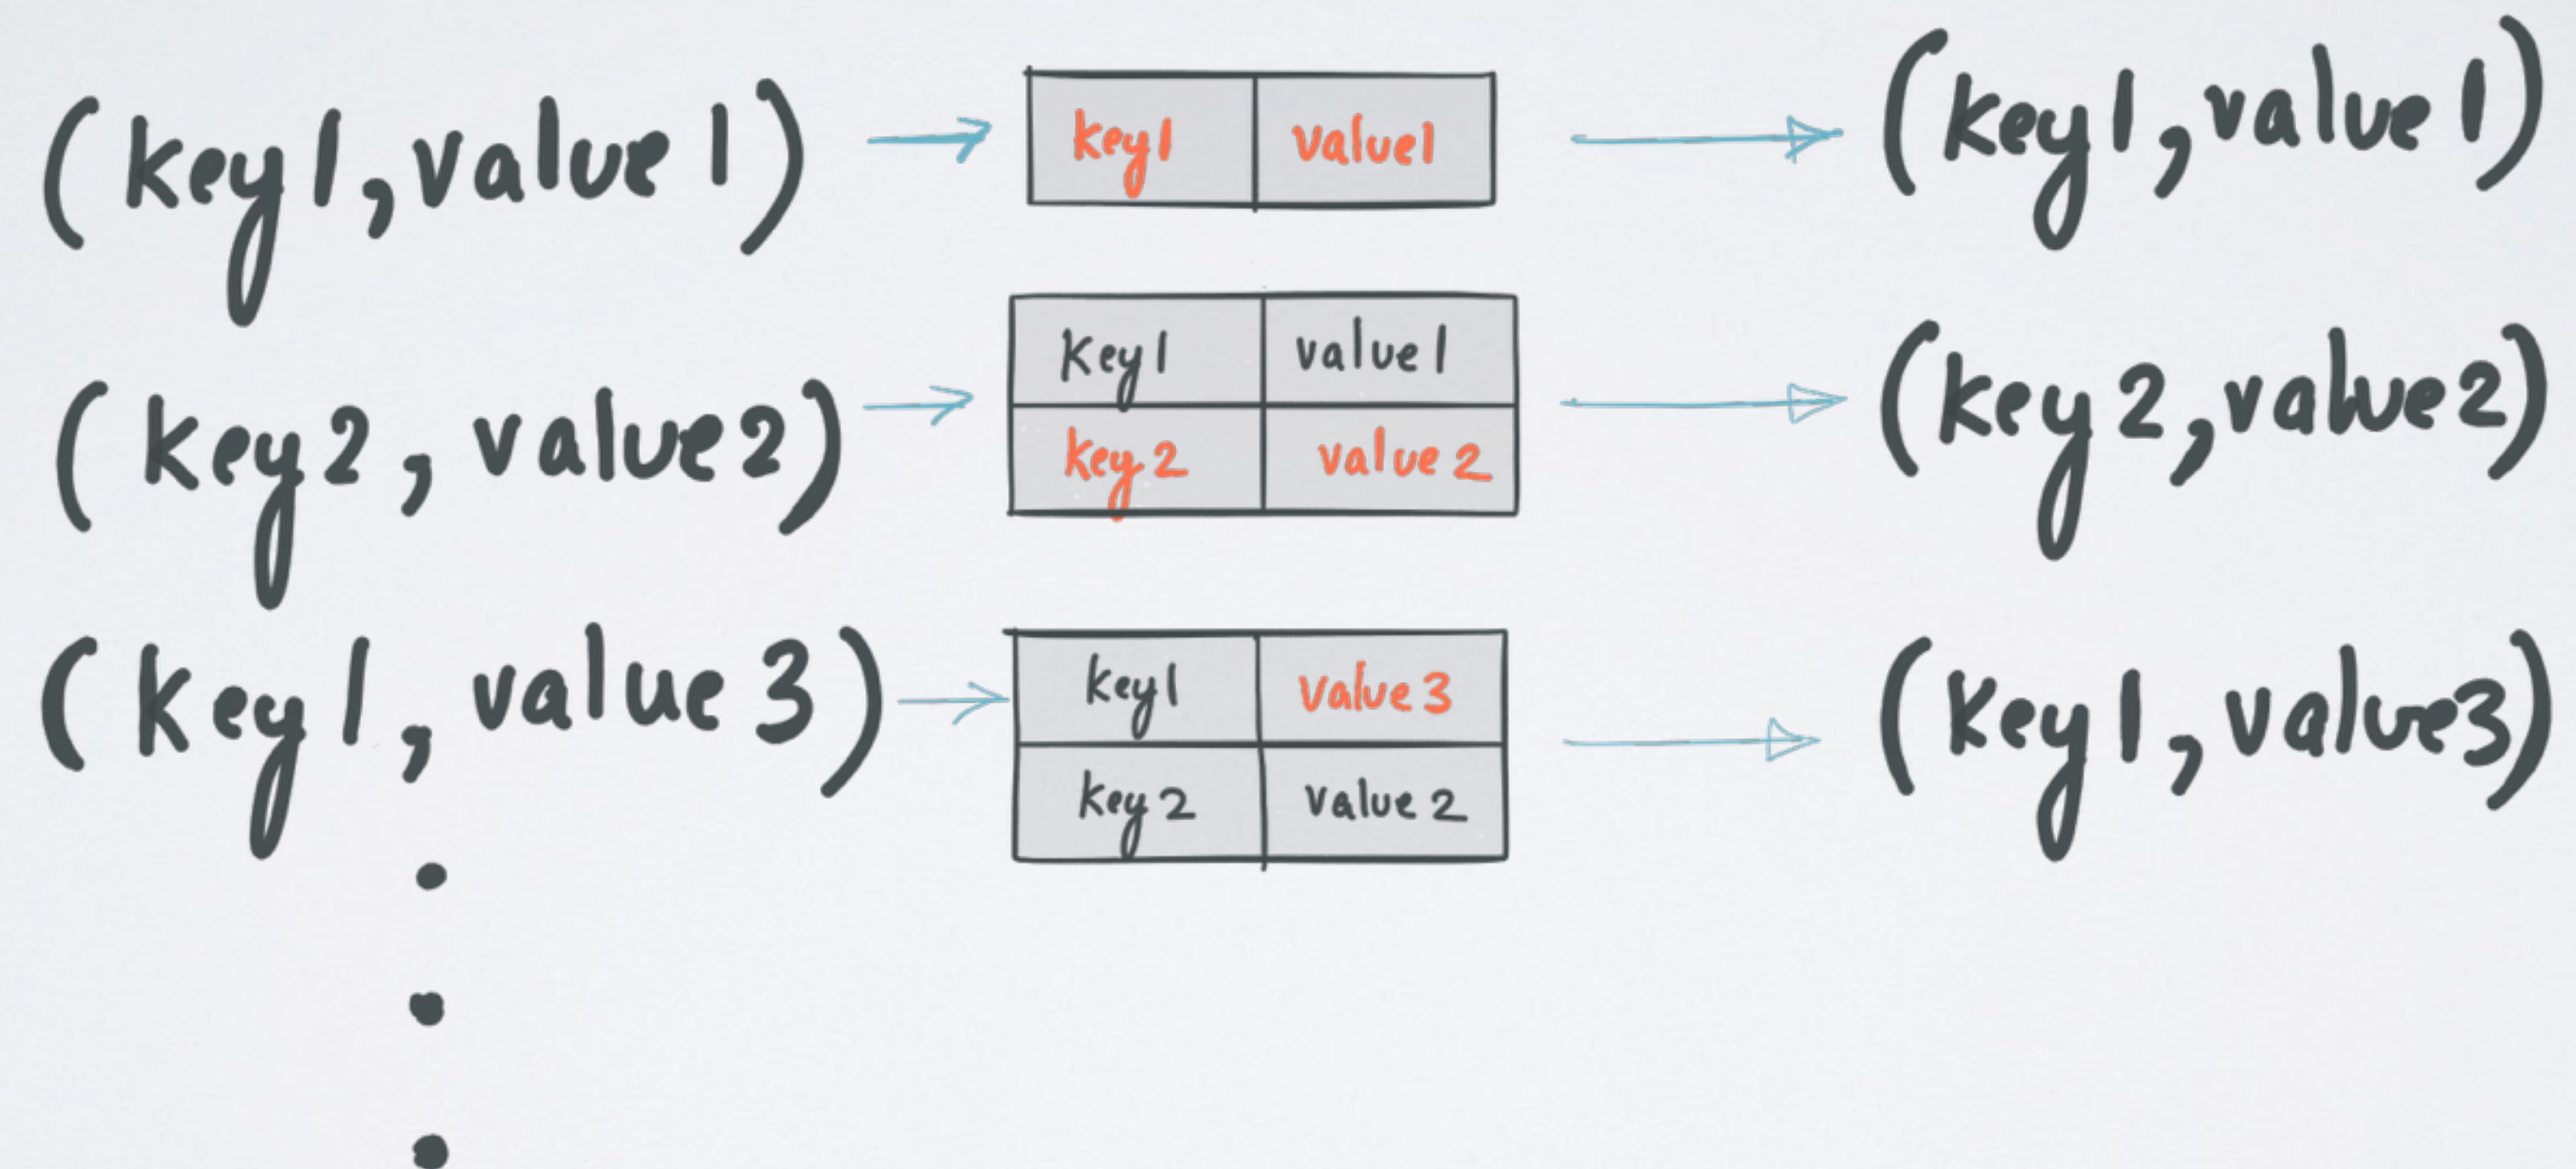 (key1, value1) key1 value1 (key1, value1)
key1 value1
(key2, value2) key2 value2 (key2, value2)
(key1, value3) key1 value3 (key1, value3)
key2 value2